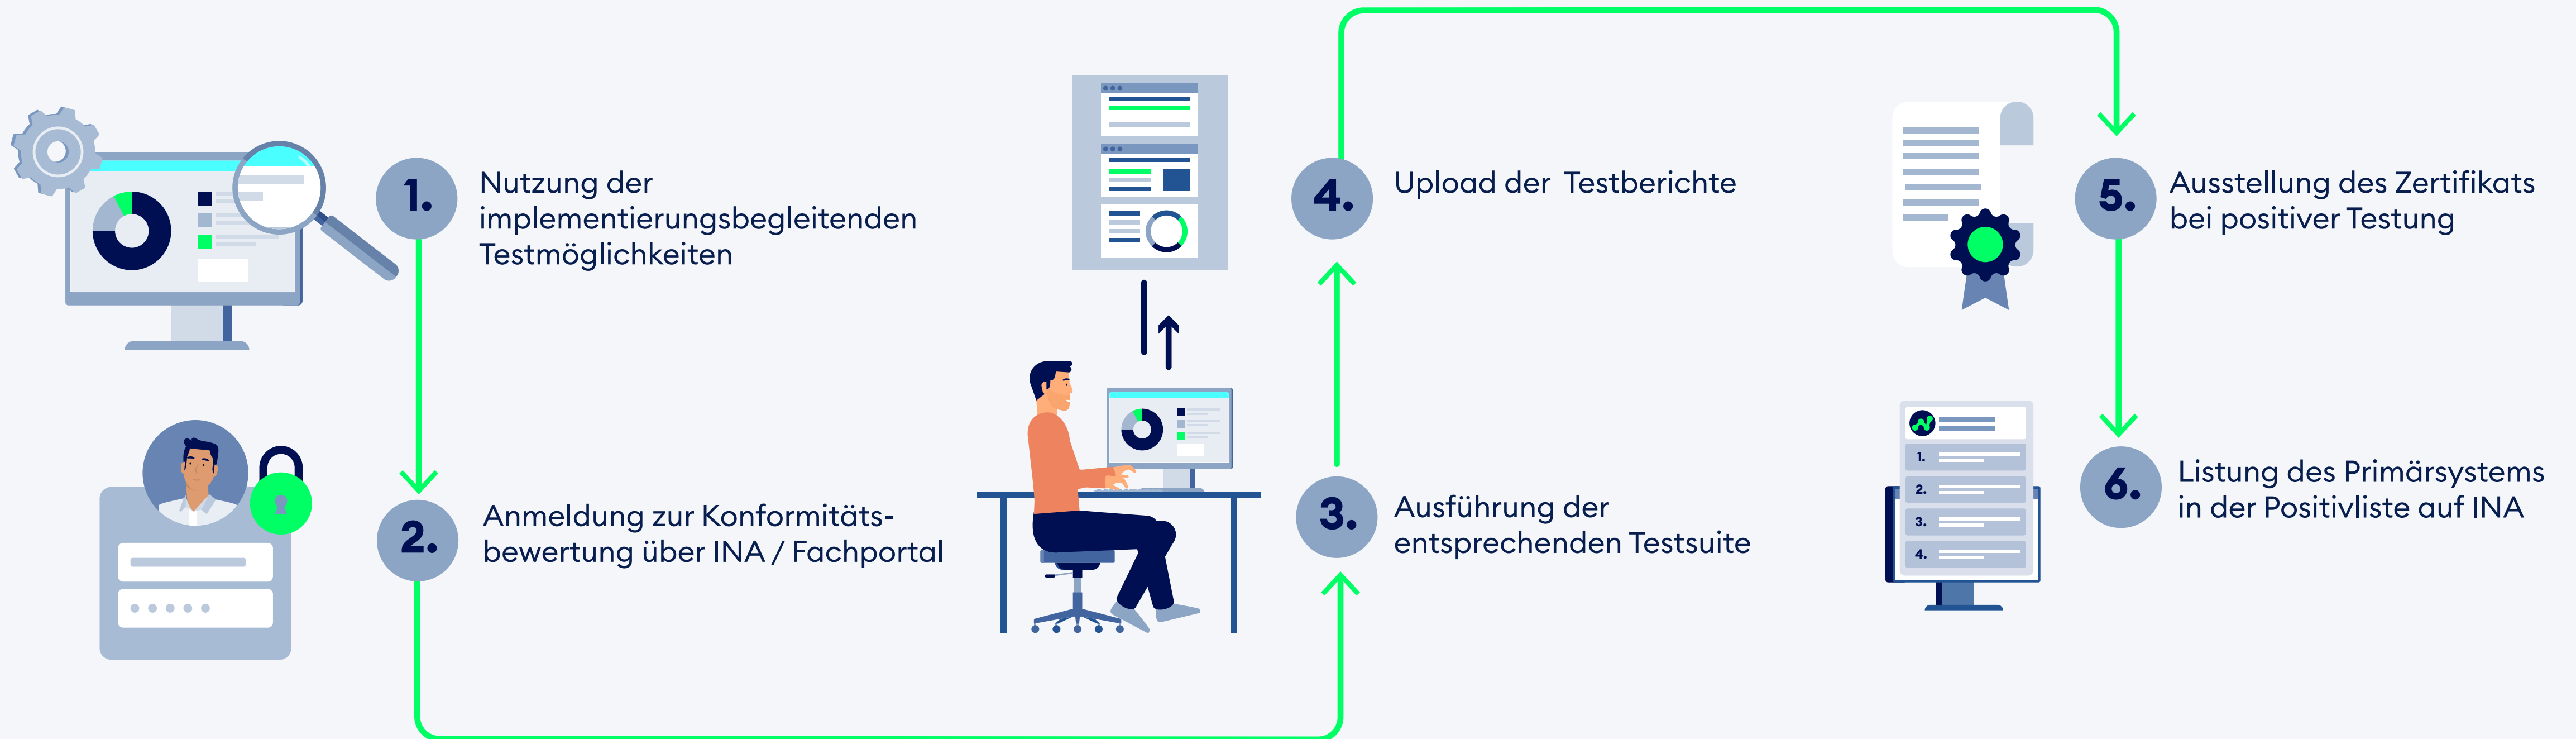 1.
Nutzung der
implementierungsbegleitenden
Testmöglichkeiten
2.
Anmeldung zur Konformitäts-
bewertung über INA / Fachportal
3.
Ausführung der
entsprechenden Testsuite
4.
Upload der Testberichte
5.
Ausstellung des Zertifikats
bei positiver Testung
6.
Listung des Primärsystems
in der Positivliste auf INA
1.
2.
3.
4.